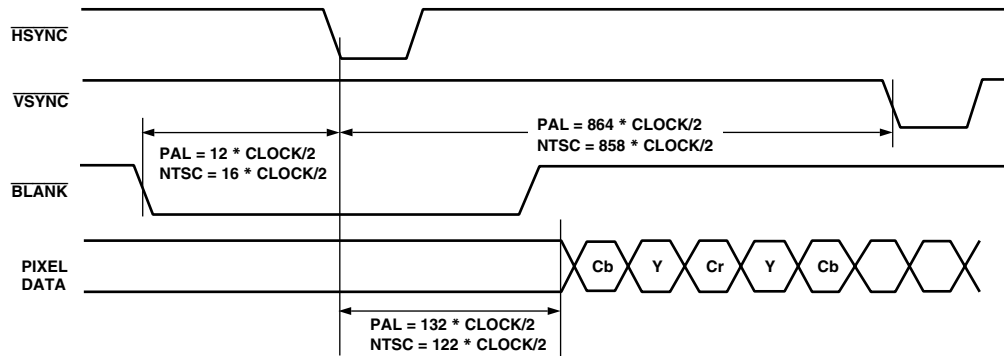 HSYNC
VSYNC
PAL = 864 * CLOCK/2
NTSC = 858 * CLOCK/2
PAL = 12 * CLOCK/2
NTSC = 16 * CLOCK/2
BLANK
PIXEL
DATA
Cb Y Cr Y Cb
PAL = 132 * CLOCK/2
NTSC = 122 * CLOCK/2